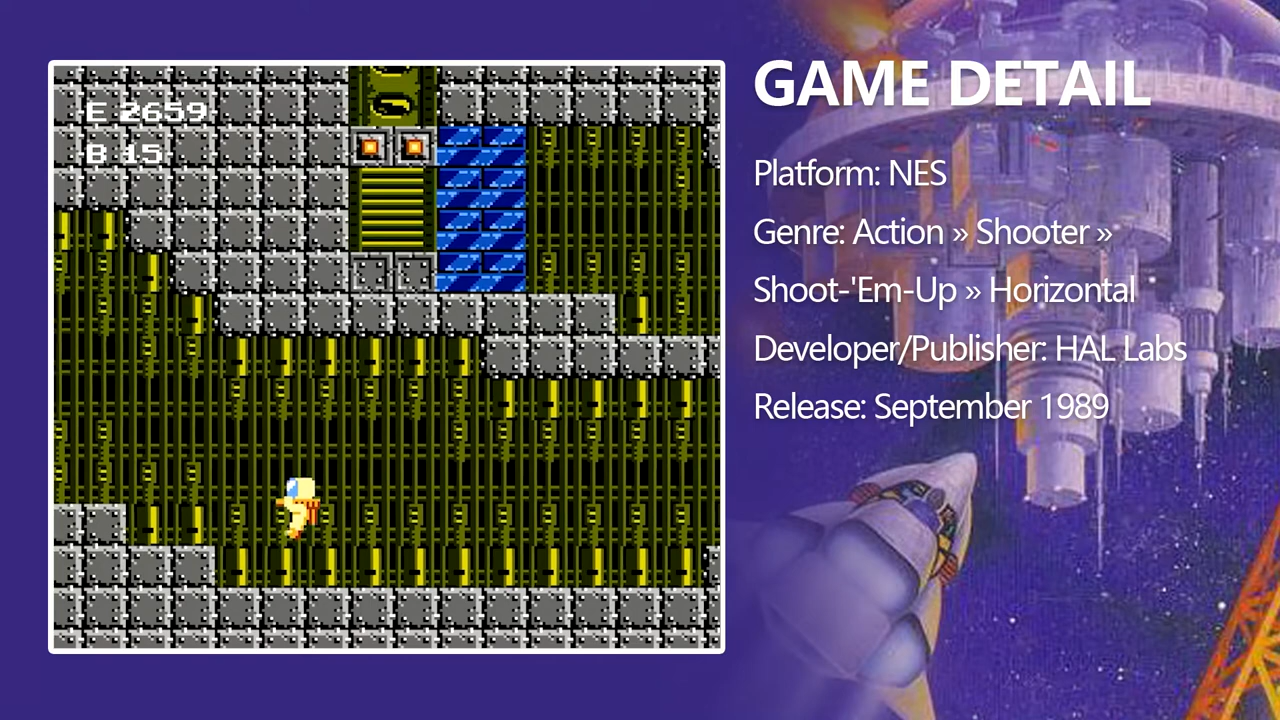 E 2659
B 15
GAME DETAIL
Platform: NES
Genre: Action » Shooter »
Shoot-'Em-Up » Horizontal
Developer/Publisher: HAL Labs
Release: September 1989